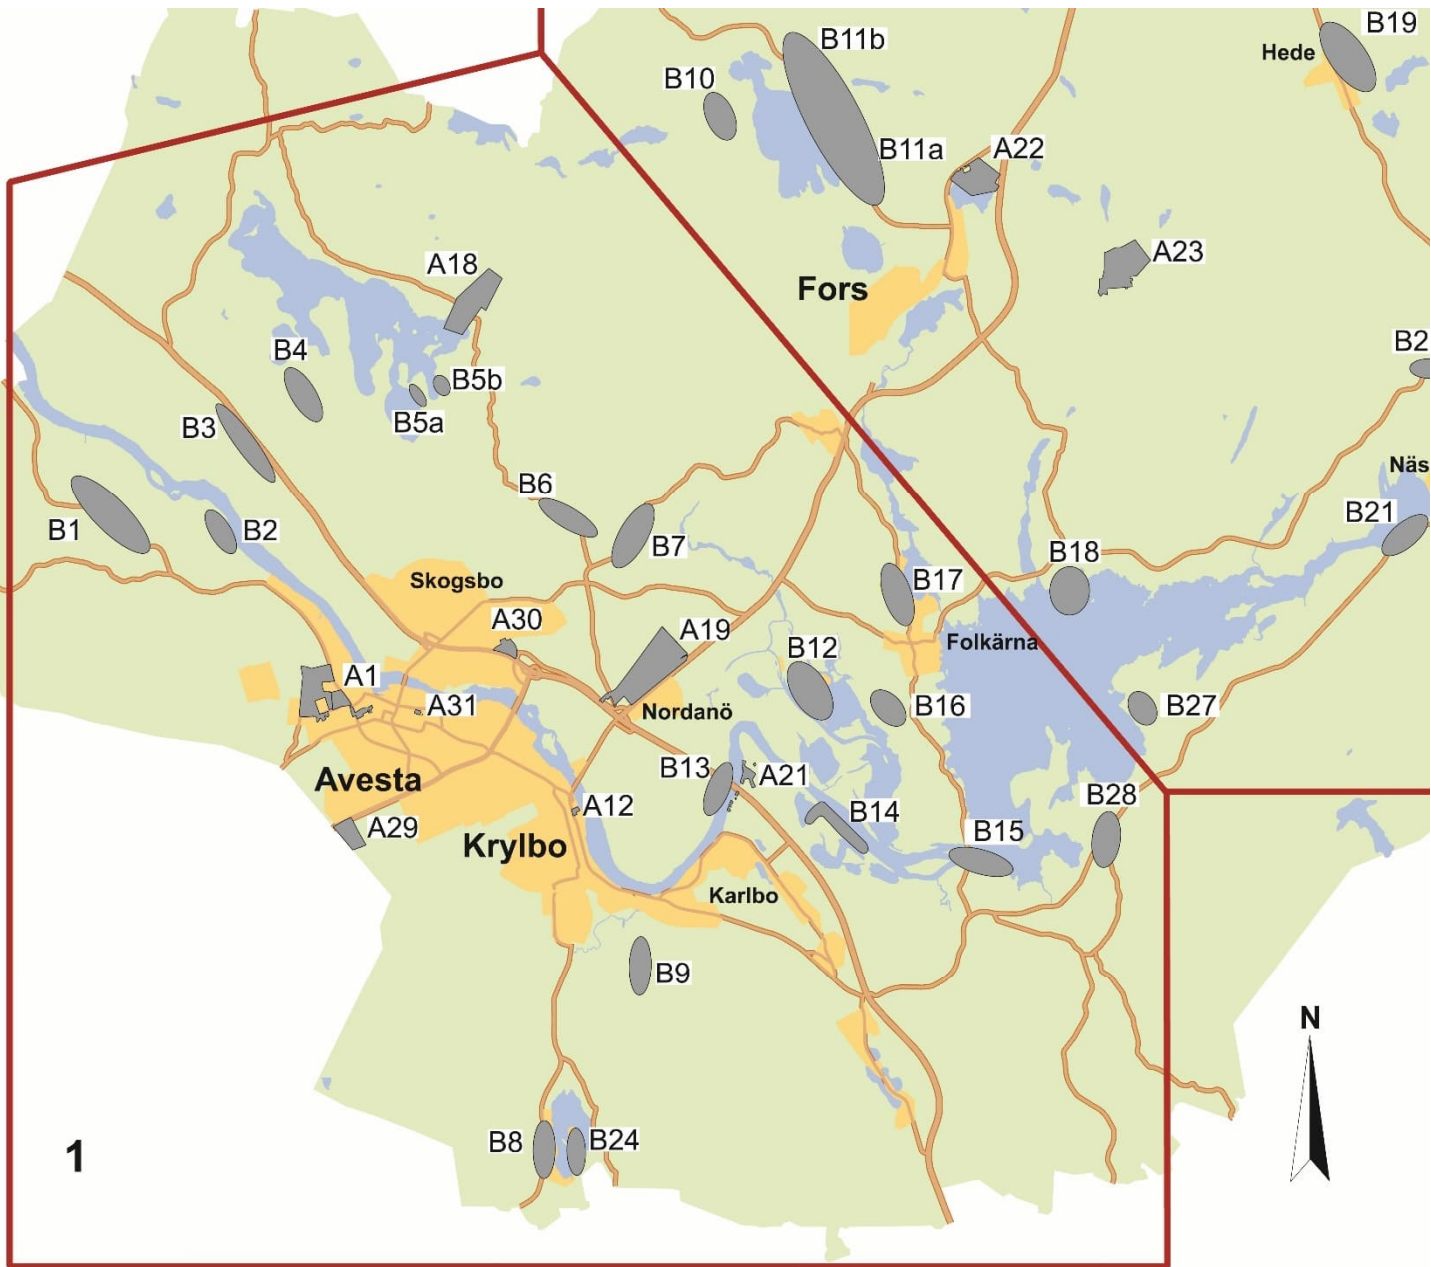 B19
B11b
Hede
B10
B11a
A22
A23
A18
Fors
B4
B5b
B5a
B3
B2
Näs
B6
B1
B2
B7
B21
B18
Skogsbo
B17
A30
A19
Folkärna
B12
A1
A31
Nordanö
B16
B27
B13
A21
Avesta
A12
B14
B28
A29
Krylbo
B15
Karlbo
B9
N
B8
B24
1